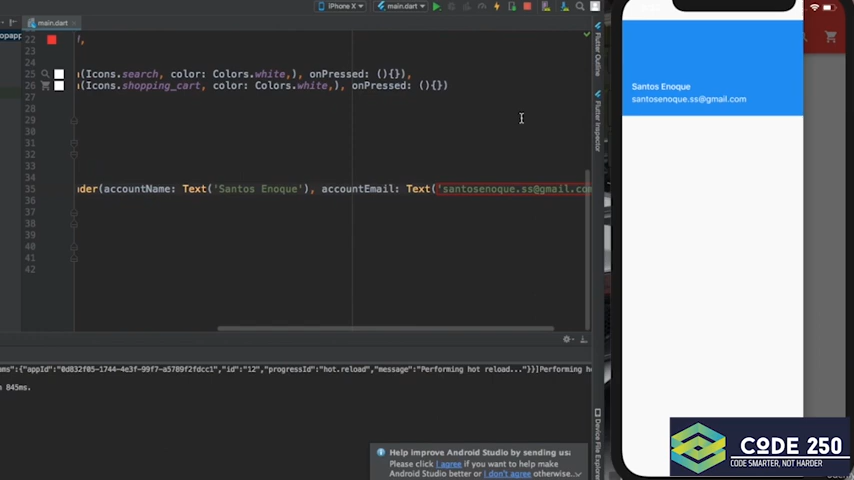 iPhone X
main.dart
main.dart
opapp
22
23
24
25 n(Icons.search, color: Colors.white,), onPressed: (){}),
26 n(Icons.shopping_cart, color: Colors.white,), onPressed: (){})
27
28
29
30
31
32
33
34
35 der(accountName: Text('Santos Enoque'), accountEmail: Text('santosenoque.ss@gmail.com
36
37
38
39
40
41
42
Flutter Outline
Flutter Inspector
Device File Explorer
Santos Enoque
santosenoque.ss@gmail.com
ms":{"appId":"0d832f05-1744-4e3f-99f7-a5789f2fdcc1","id":"12","progressId":"hot.reload","message":"Performing hot reload..."}}]Performing h
n 845ms.
Help improve Android Studio by sending us:
Please click I agree if you want to help make
Android Studio better or I don't agree otherwise...
CODE 250
CODE SMARTER, NOT HARDER